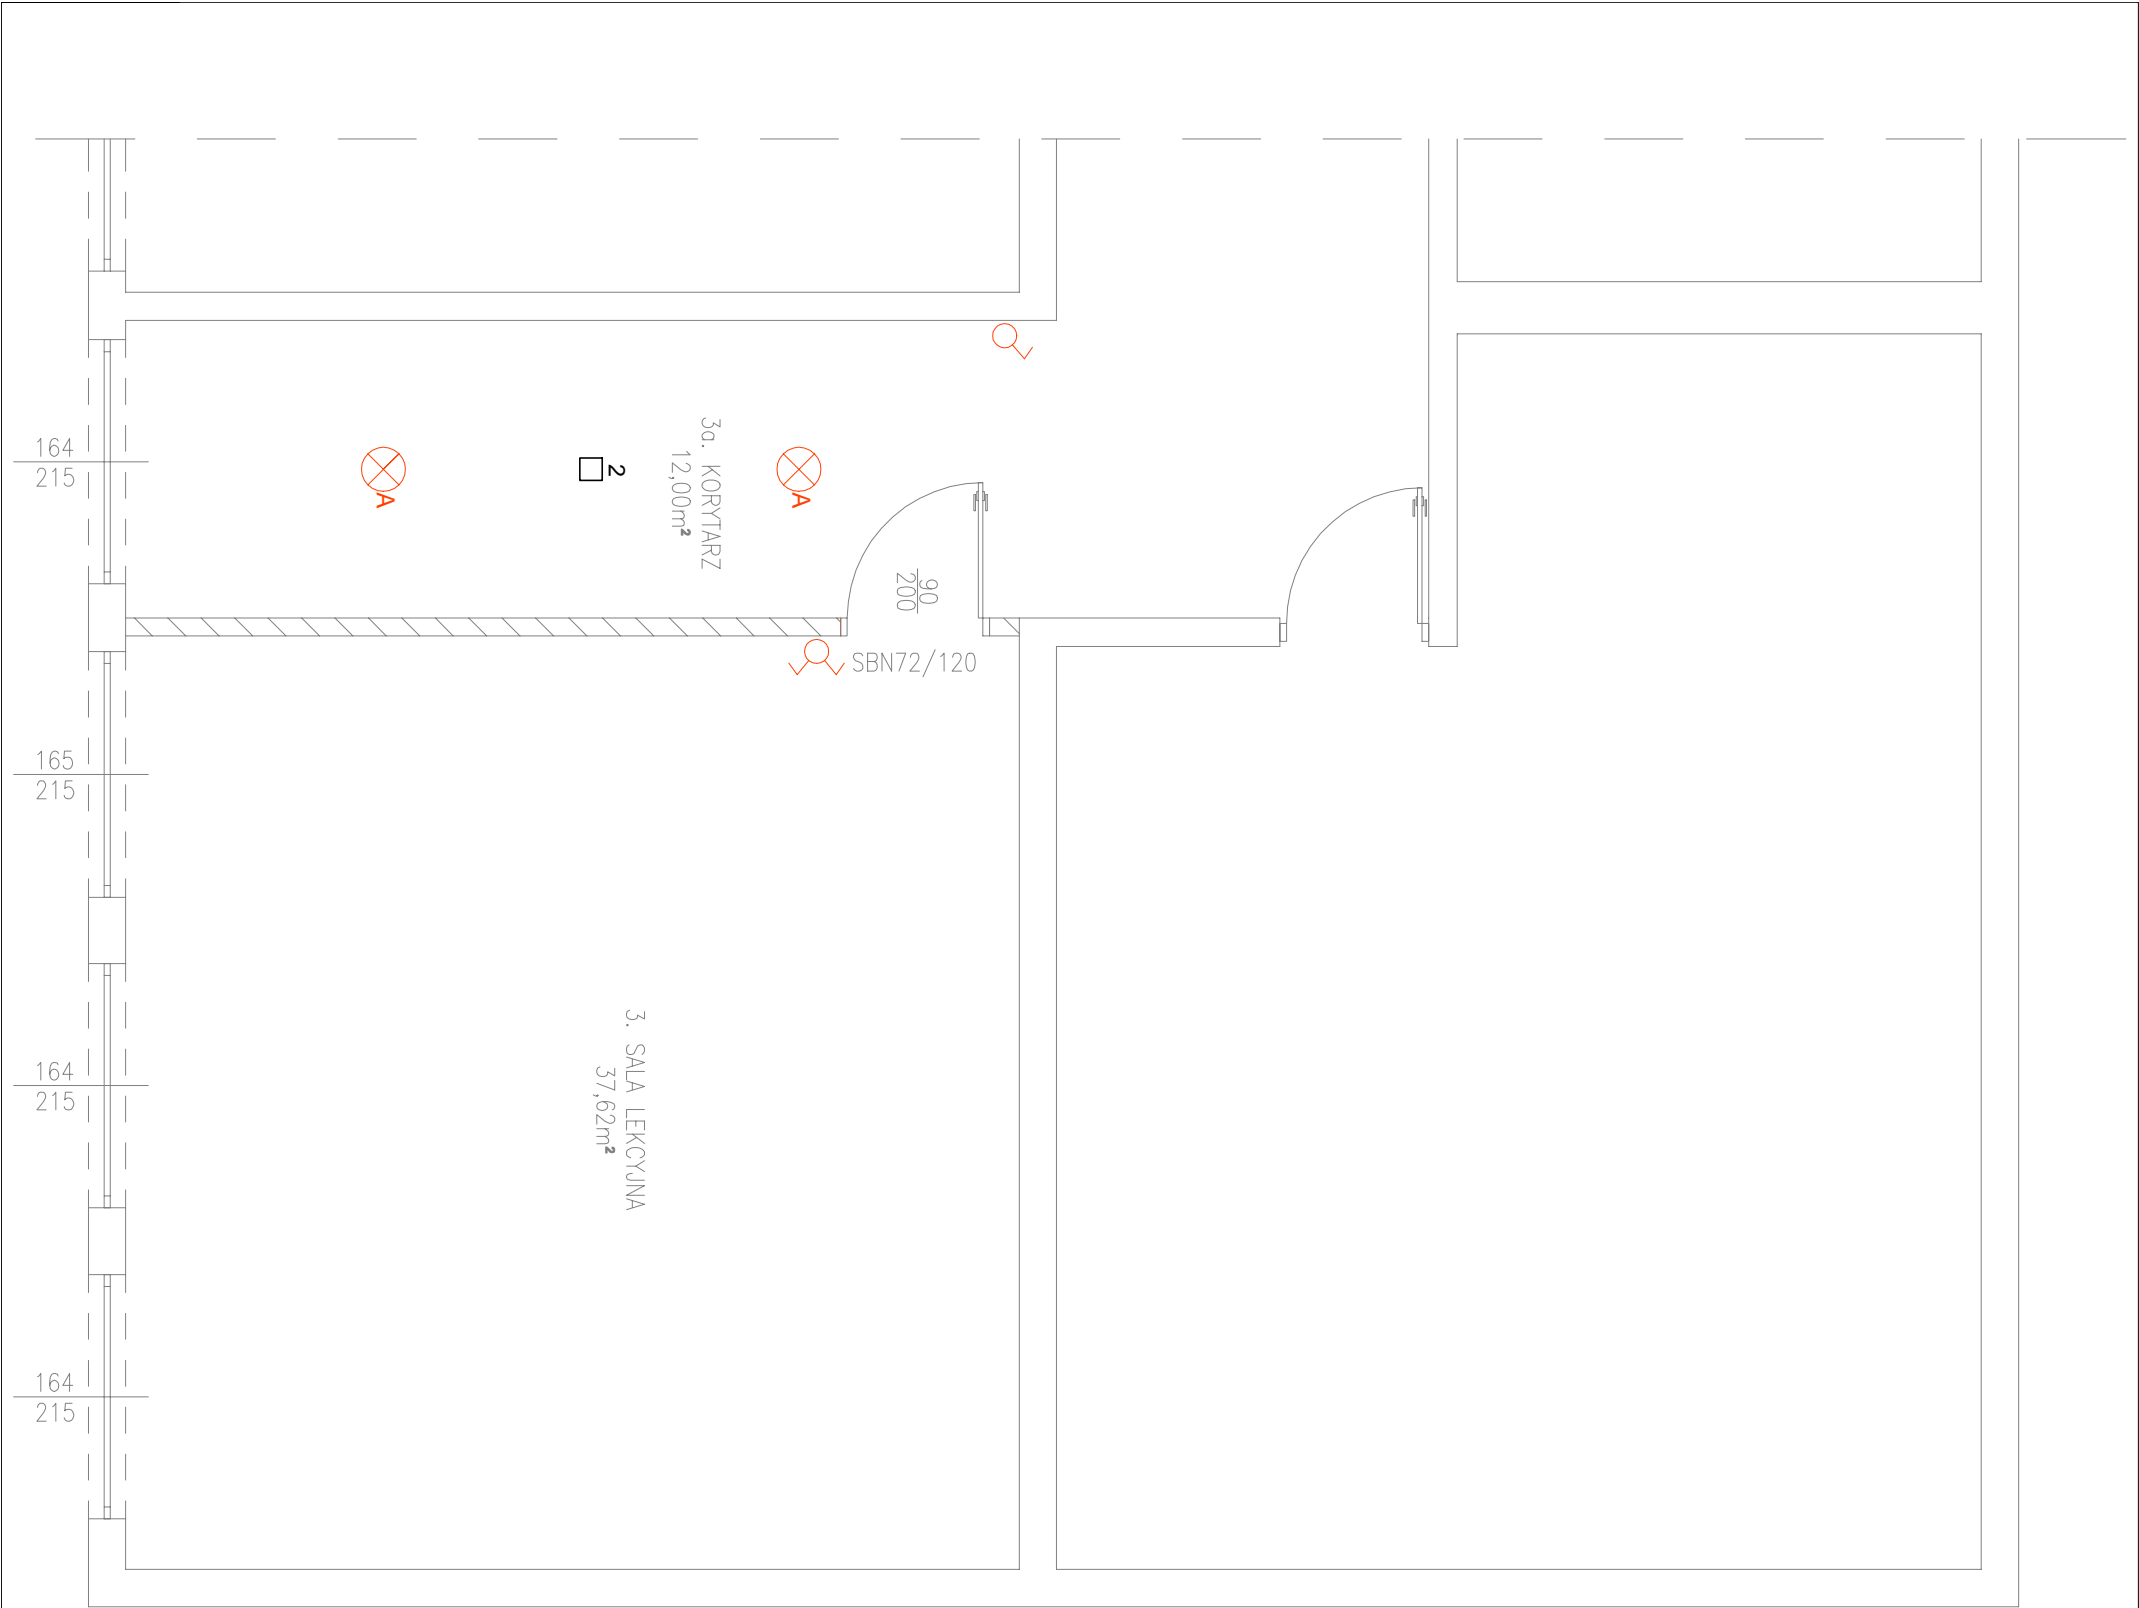 164
215
A
2
A
3a. KORYTARZ
12,00m²
90
200
SBN72/120
165
215
164
215
3. SALA LEKCYJNA
37,62m²
164
215